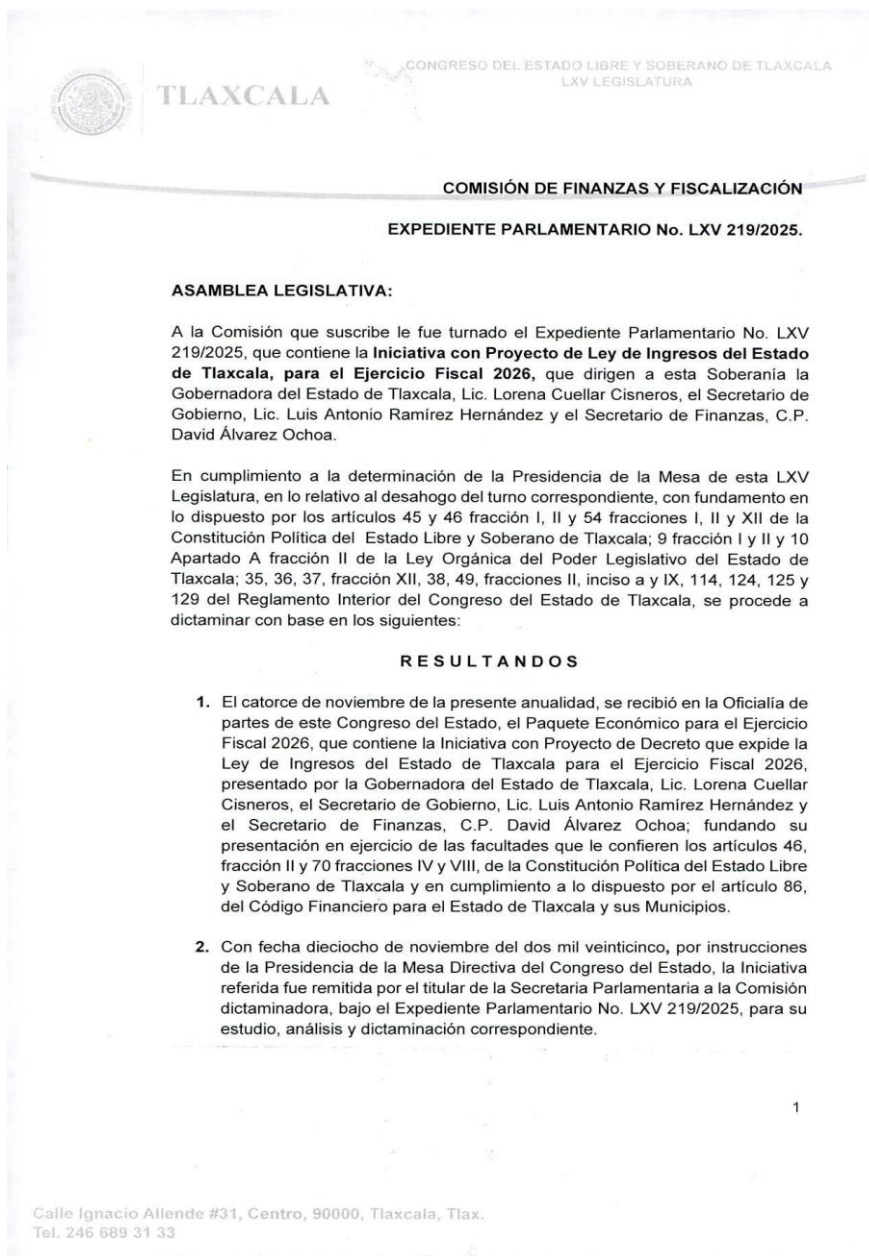 TLAXCALA
CONGRESO DEL ESTADO LIBRE Y SOBERANO DE TLAXCALA
LXV LEGISLATURA
COMISIÓN DE FINANZAS Y FISCALIZACIÓN
EXPEDIENTE PARLAMENTARIO No. LXV 219/2025.
ASAMBLEA LEGISLATIVA:
A la Comisión que suscribe le fue turnado el Expediente Parlamentario No. LXV
219/2025, que contiene la Iniciativa con Proyecto de Ley de Ingresos del Estado
de Tlaxcala, para el Ejercicio Fiscal 2026, que dirigen a esta Soberanía la
Gobernadora del Estado de Tlaxcala, Lic. Lorena Cuellar Cisneros, el Secretario de
Gobierno, Lic. Luis Antonio Ramírez Hernández y el Secretario de Finanzas, C.P.
David Álvarez Ochoa.
En cumplimiento a la determinación de la Presidencia de la Mesa de esta LXV
Legislatura, en lo relativo al desahogo del turno correspondiente, con fundamento en
lo dispuesto por los artículos 45 y 46 fracción I, II y 54 fracciones I, II y XII de la
Constitución Política del Estado Libre y Soberano de Tlaxcala; 9 fracción I y II y 10
Apartado A fracción II de la Ley Orgánica del Poder Legislativo del Estado de
Tlaxcala; 35, 36, 37, fracción XII, 38, 49, fracciones II, inciso a y IX, 114, 124, 125 y
129 del Reglamento Interior del Congreso del Estado de Tlaxcala, se procede a
dictaminar con base en los siguientes:
R E S U L T A N D O S
1. El catorce de noviembre de la presente anualidad, se recibió en la Oficialía de
partes de este Congreso del Estado, el Paquete Económico para el Ejercicio
Fiscal 2026, que contiene la Iniciativa con Proyecto de Decreto que expide la
Ley de Ingresos del Estado de Tlaxcala para el Ejercicio Fiscal 2026,
presentado por la Gobernadora del Estado de Tlaxcala, Lic. Lorena Cuellar
Cisneros, el Secretario de Gobierno, Lic. Luis Antonio Ramírez Hernández y
el Secretario de Finanzas, C.P. David Álvarez Ochoa; fundando su
presentación en ejercicio de las facultades que le confieren los artículos 46,
fracción II y 70 fracciones IV y VIII, de la Constitución Política del Estado Libre
y Soberano de Tlaxcala y en cumplimiento a lo dispuesto por el artículo 86,
del Código Financiero para el Estado de Tlaxcala y sus Municipios.
2. Con fecha dieciocho de noviembre del dos mil veinticinco, por instrucciones
de la Presidencia de la Mesa Directiva del Congreso del Estado, la Iniciativa
referida fue remitida por el titular de la Secretaria Parlamentaria a la Comisión
dictaminadora, bajo el Expediente Parlamentario No. LXV 219/2025, para su
estudio, análisis y dictaminación correspondiente.
1
Calle Ignacio Allende #31, Centro, 90000, Tlaxcala, Tlax.
Tel. 246 689 31 33